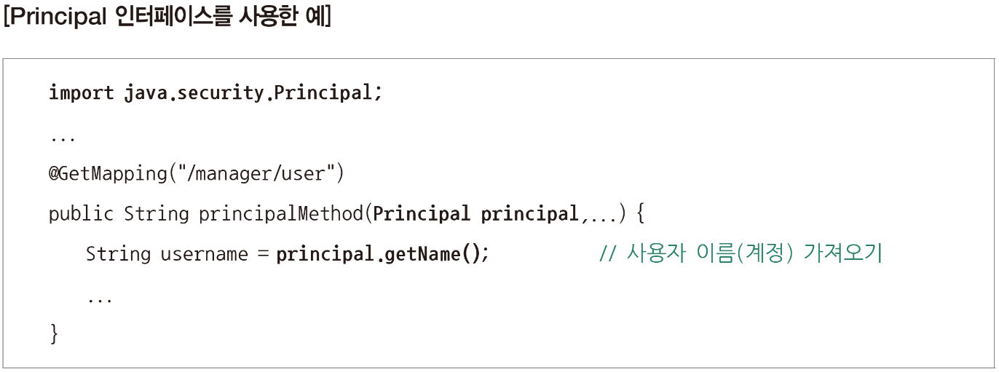 [Principal 인터페이스를 사용한 예]
import java.security.Principal;
...
@GetMapping("/manager/user")
public String principalMethod(Principal principal,...) {
String username = principal.getName(); // 사용자 이름(계정) 가져오기
...
}